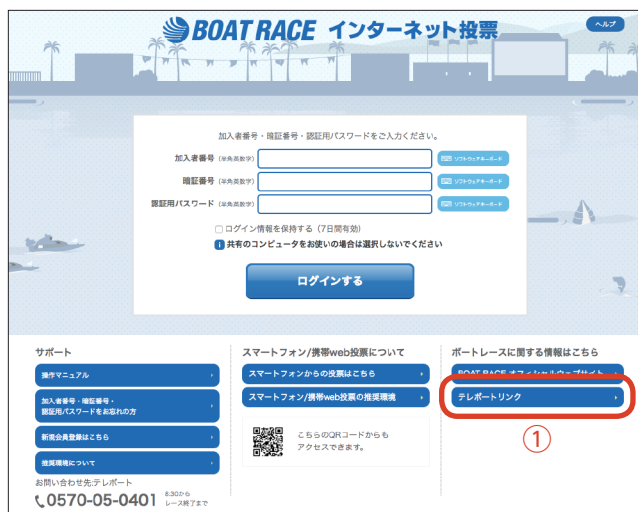 BOAT RACE インターネット投票
ヘルプ
加入者番号・暗証番号・認証用パスワードをご入力ください。
加入者番号 (半角英数字)
ソフトウェアキーボード
暗証番号 (半角英数字)
ソフトウェアキーボード
認証用パスワード (半角英数字)
ソフトウェアキーボード
ログイン情報を保持する（7日間有効）
i 共有のコンピュータをお使いの場合は選択しないでください
ログインする
サポート
操作マニュアル
加入者番号・暗証番号・
認証用パスワードをお忘れの方
新規会員登録はこちら
推奨環境について
お問い合わせ先:テレボート
0570-05-0401
8:30から
レース終了まで
スマートフォン/携帯web投票について
スマートフォンからの投票はこちら
スマートフォン/携帯web投票の推奨環境
こちらのQRコードからも
アクセスできます。
ボートレースに関する情報はこちら
BOAT RACE オフィシャルウェブサイト
テレボートリンク
①